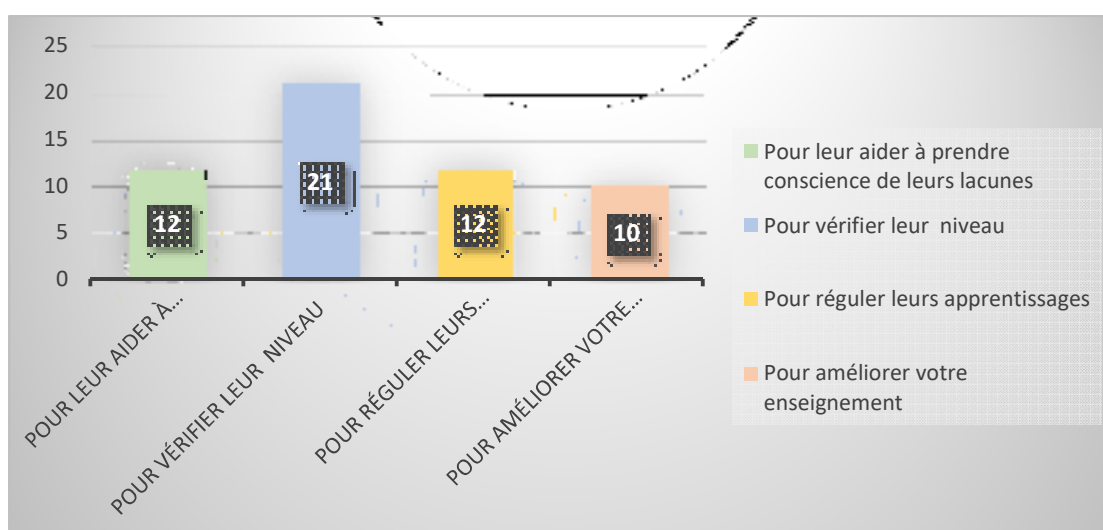 25
20
15
10
5
0
12
21
12
10
POUR LEUR AIDER À...
POUR VÉRIFIER LEUR NIVEAU
POUR RÉGULER LEURS...
POUR AMÉLIORER VOTRE...
Pour leur aider à prendre
conscience de leurs lacunes
Pour vérifier leur niveau
Pour réguler leurs apprentissages
Pour améliorer votre
enseignement